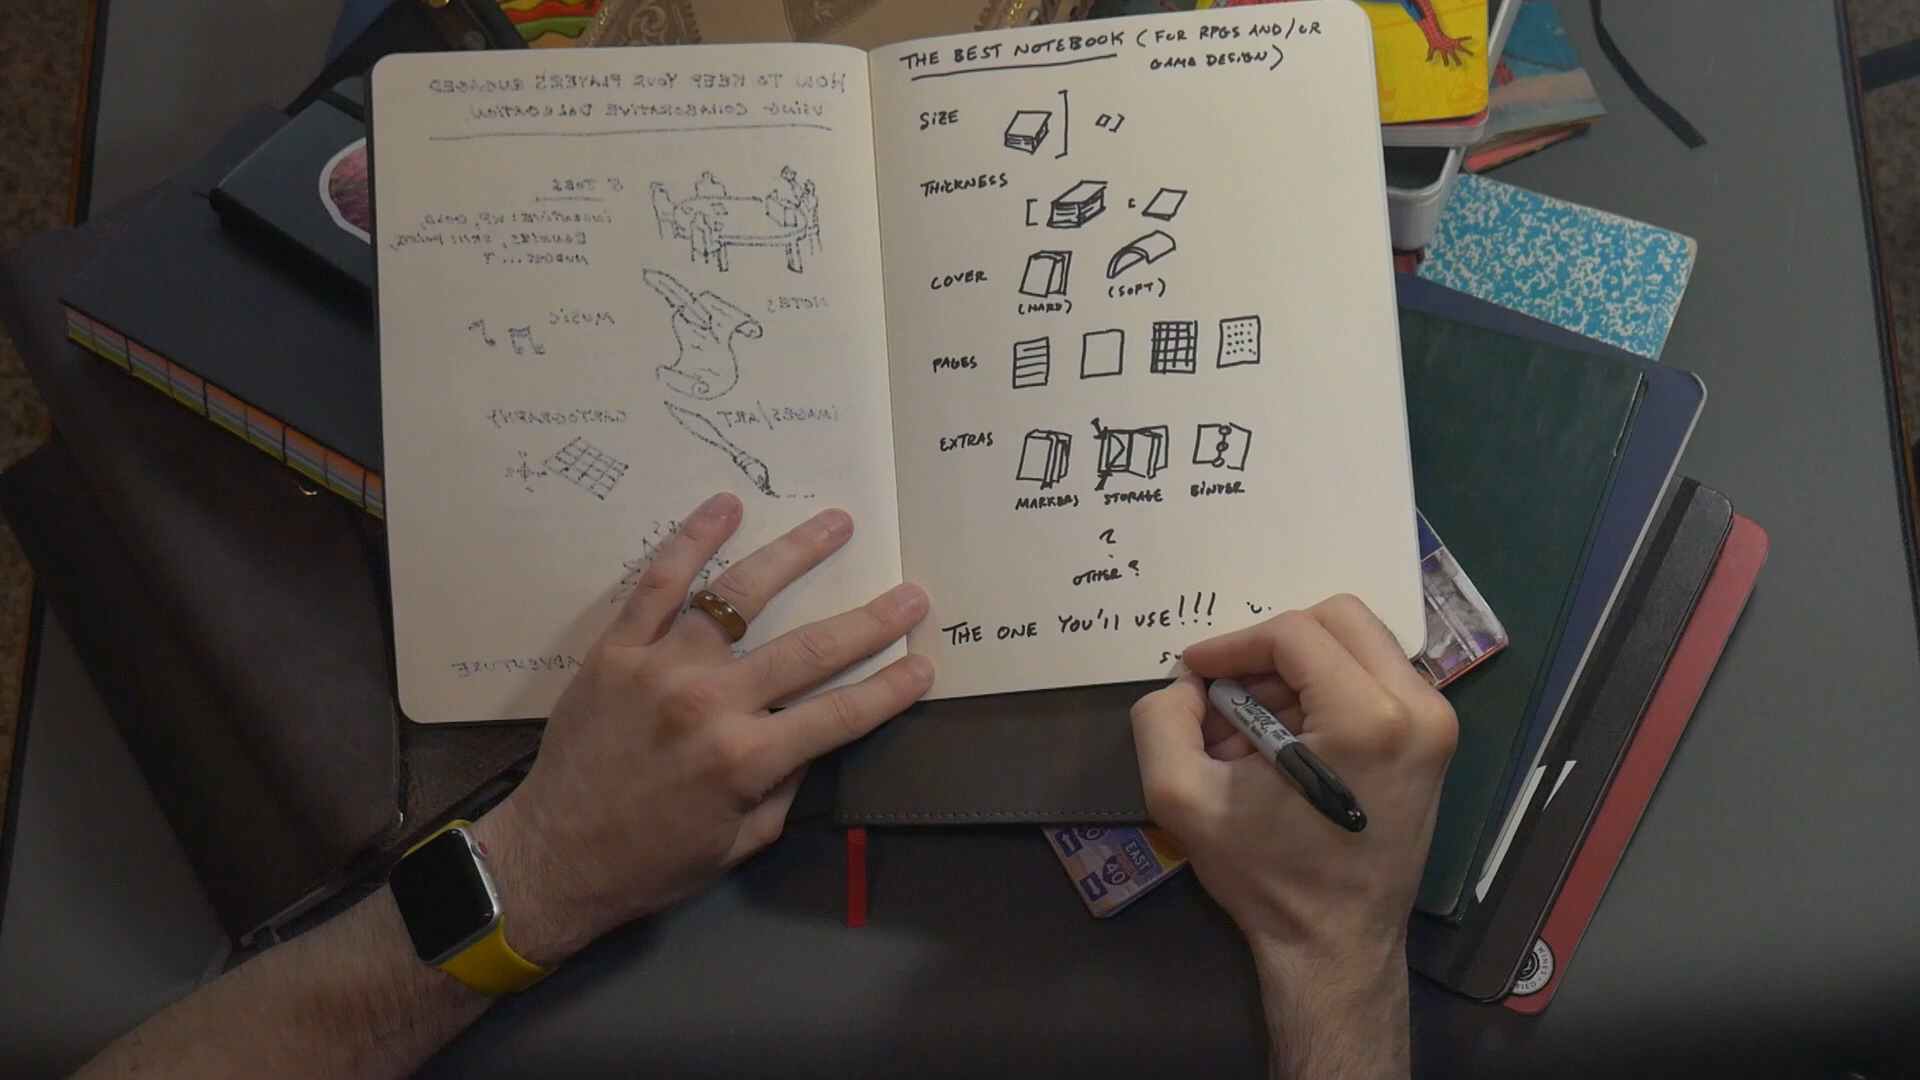 THE BEST NOTEBOOK (FOR RPGS AND/OR
GAME DESIGN)
SIZE
THICKNESS
COVER
(HARD)
(SOFT)
PAGES
EXTRAS
MARKERS
STORAGE
BINDER
?
OTHER?
THE ONE YOU'll USE!!!
HOW TO KEEP YOUR PLAYERS ENGAGED
USING COLLABORATIVE DELEGATION
NOTES
MUSIC
IMAGES/ART
CARTOGRAPHY
ADVENTURE
Sharpie
EAST
40